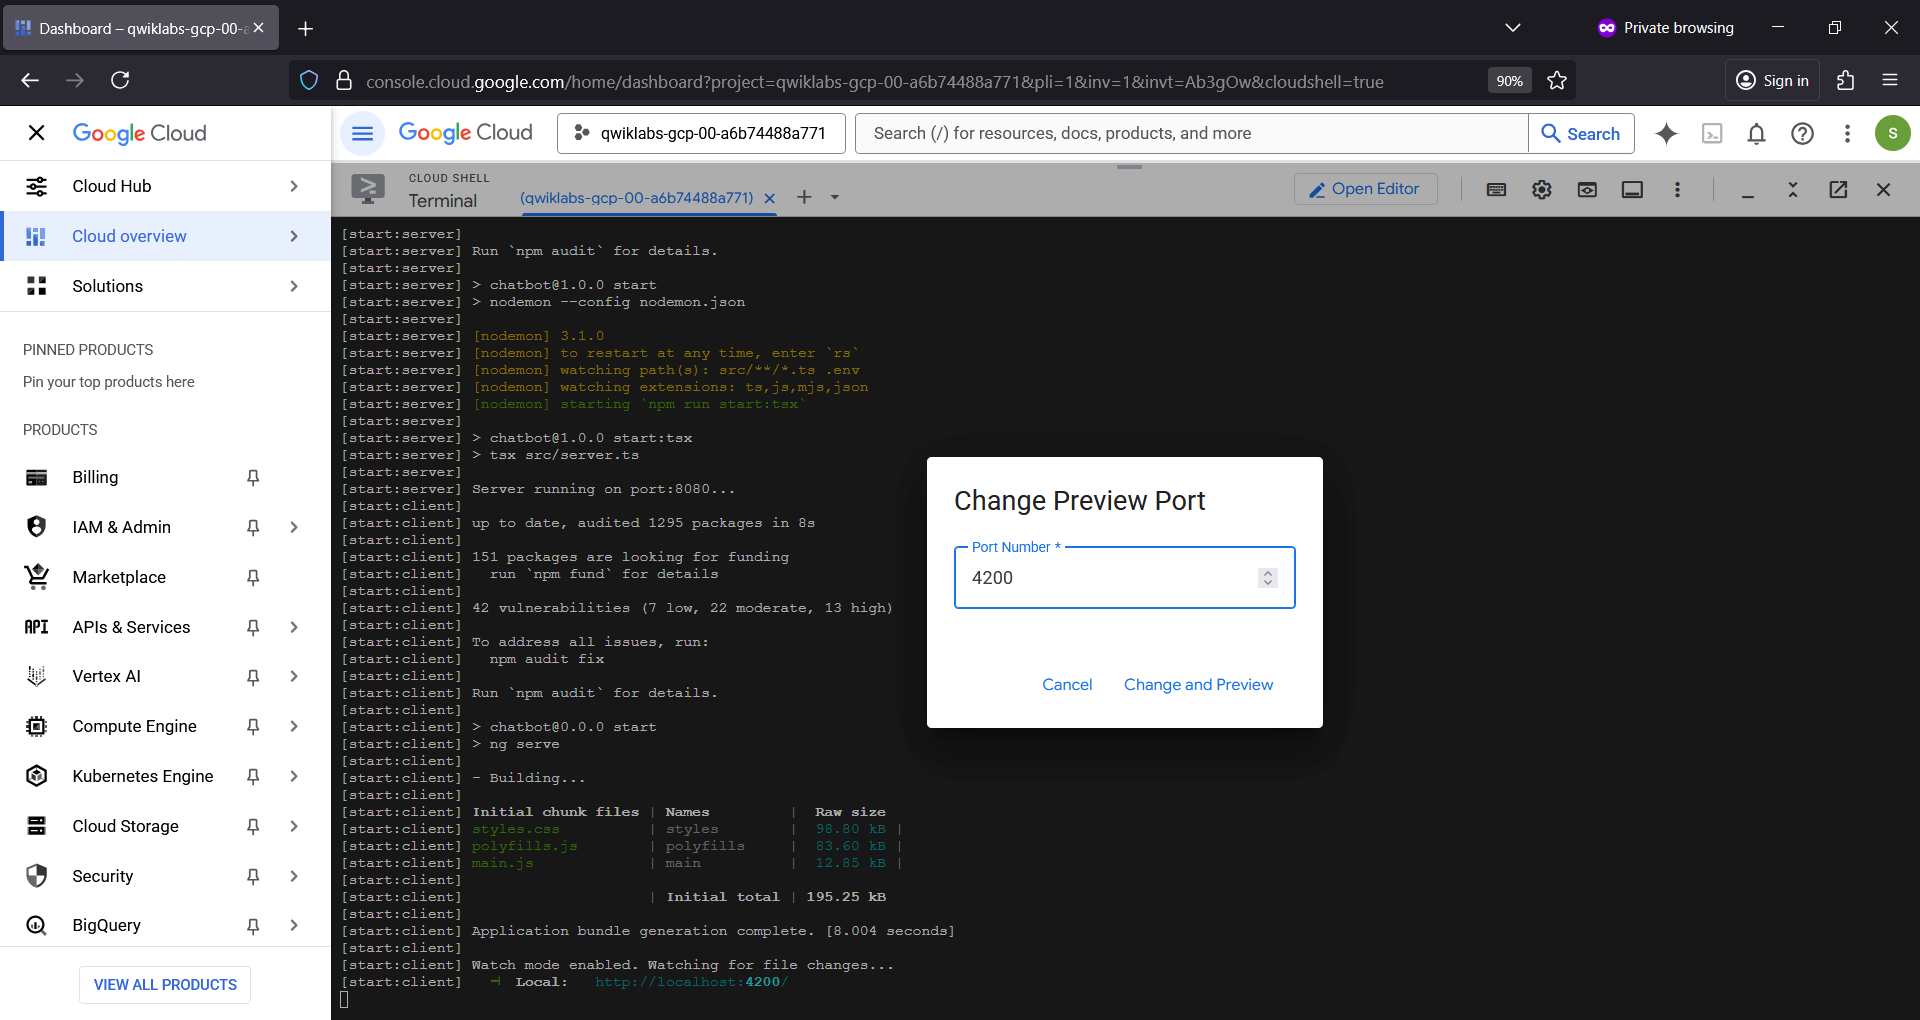 Dashboard – qwiklabs-gcp-00-a
Private browsing
console.cloud.google.com/home/dashboard?project=qwiklabs-gcp-00-a6b74488a771&pli=1&inv=1&invt=Ab3gOw&cloudshell=true
90%
Sign in
Google Cloud
Google Cloud
qwiklabs-gcp-00-a6b74488a771
Search (/) for resources, docs, products, and more
Search
S
Cloud Hub
Cloud overview
Solutions
PINNED PRODUCTS
Pin your top products here
PRODUCTS
Billing
IAM & Admin
Marketplace
API
APIs & Services
Vertex AI
Compute Engine
Kubernetes Engine
Cloud Storage
Security
BigQuery
VIEW ALL PRODUCTS
CLOUD SHELL
Terminal
(qwiklabs-gcp-00-a6b74488a771)
Open Editor
[start:server]
[start:server] Run `npm audit` for details.
[start:server]
[start:server] > chatbot@1.0.0 start
[start:server] > nodemon --config nodemon.json
[start:server]
[start:server] [nodemon] 3.1.0
[start:server] [nodemon] to restart at any time, enter `rs`
[start:server] [nodemon] watching path(s): src/**/*.ts .env
[start:server] [nodemon] watching extensions: ts,js,mjs,json
[start:server] [nodemon] starting `npm run start:tsx`
[start:server]
[start:server] > chatbot@1.0.0 start:tsx
[start:server] > tsx src/server.ts
[start:server]
[start:server] Server running on port:8080...
[start:client]
[start:client] up to date, audited 1295 packages in 8s
[start:client]
[start:client] 151 packages are looking for funding
[start:client]   run `npm fund` for details
[start:client]
[start:client] 42 vulnerabilities (7 low, 22 moderate, 13 high)
[start:client]
[start:client] To address all issues, run:
[start:client]   npm audit fix
[start:client]
[start:client] Run `npm audit` for details.
[start:client]
[start:client] > chatbot@0.0.0 start
[start:client] > ng serve
[start:client]
[start:client] - Building...
[start:client]
[start:client] Initial chunk files | Names         |  Raw size
[start:client] styles.css          | styles        |  98.80 kB |
[start:client] polyfills.js        | polyfills     |  83.60 kB |
[start:client] main.js             | main          |  12.85 kB |
[start:client]
[start:client]                     | Initial total | 195.25 kB
[start:client]
[start:client] Application bundle generation complete. [8.004 seconds]
[start:client]
[start:client] Watch mode enabled. Watching for file changes...
[start:client]   ➜  Local:   http://localhost:4200/
Change Preview Port
Port Number *
4200
Cancel
Change and Preview